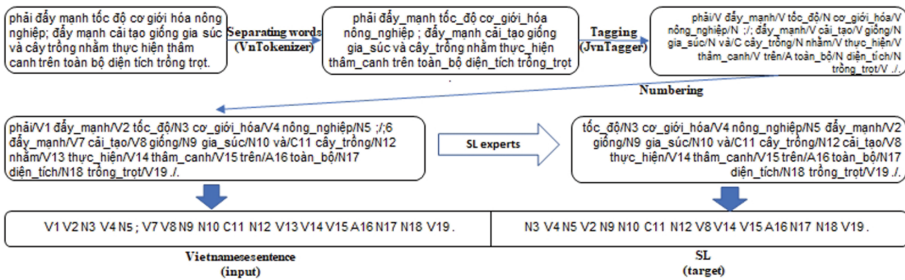 phải đẩy mạnh tốc độ cơ giới hóa nông
nghiệp; đẩy mạnh cải tạo giống gia súc
và cây trồng nhằm thực hiện thâm
canh trên toàn bộ diện tích trồng trọt.
Separating words
(VnTokenizer)
phải đẩy_mạnh tốc_độ cơ_giới_hóa
nông_nghiệp ; đẩy_mạnh cải_tạo giống
gia_súc và cây_trồng nhằm thực_hiện
thâm_canh trên toàn_bộ diện_tích trồng_trọt
.
Tagging
(JvnTagger)
phải/V đẩy_mạnh/V tốc_độ/N cơ_giới_hóa/V
nông_nghiệp/N ;/; đẩy_mạnh/V cải_tạo/V giống/N
gia_súc/N và/C cây_trồng/N nhằm/V thực_hiện/V
thâm_canh/V trên/A toàn_bộ/N diện_tích/N
trồng_trọt/V ./.
Numbering
phải/V1 đẩy_mạnh/V2 tốc_độ/N3 cơ_giới_hóa/V4 nông_nghiệp/N5 ;/;6
đẩy_mạnh/V7 cải_tạo/V8 giống/N9 gia_súc/N10 và/C11 cây_trồng/N12
nhằm/V13 thực_hiện/V14 thâm_canh/V15 trên/A16 toàn_bộ/N17
diện_tích/N18 trồng_trọt/V19 ./.
SL experts
tốc_độ/N3 cơ_giới_hóa/V4 nông_nghiệp/N5 đẩy_mạnh/V2
giống/N9 gia_súc/N10 và/C11 cây_trồng/N12 cải_tạo/V8
thực_hiện/V14 thâm_canh/V15 trên/A16 toàn_bộ/N17
diện_tích/N18 trồng_trọt/V19 ./.
V1 V2 N3 V4 N5 ; V7 V8 N9 N10 C11 N12 V13 V14 V15 A16 N17 N18 V19 .
N3 V4 N5 V2 N9 N10 C11 N12 V8 V14 V15 A16 N17 N18 V19 .
Vietnamese sentence
(input)
SL
(target)